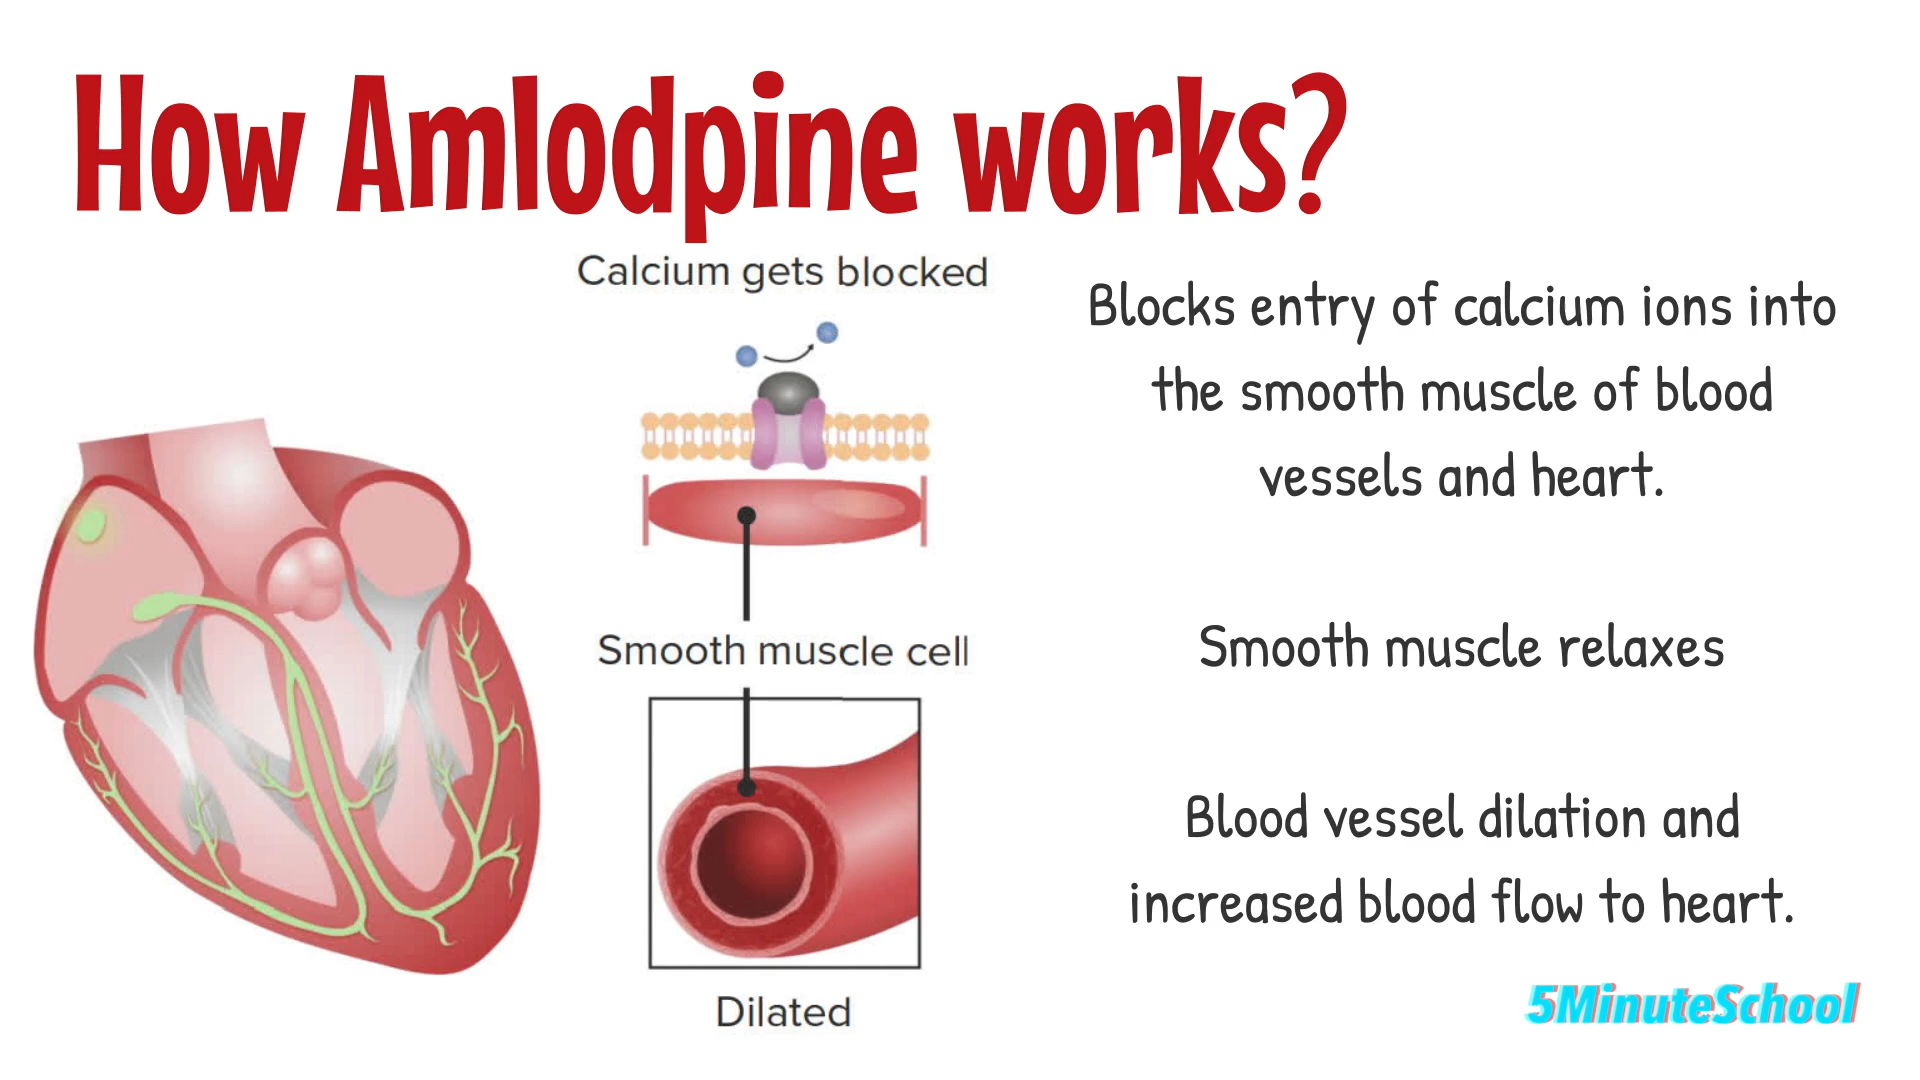 How Amlodpine works?
Calcium gets blocked
Smooth muscle cell
Dilated
Blocks entry of calcium ions into
the smooth muscle of blood
vessels and heart.
Smooth muscle relaxes
Blood vessel dilation and
increased blood flow to heart.
5MinuteSchool